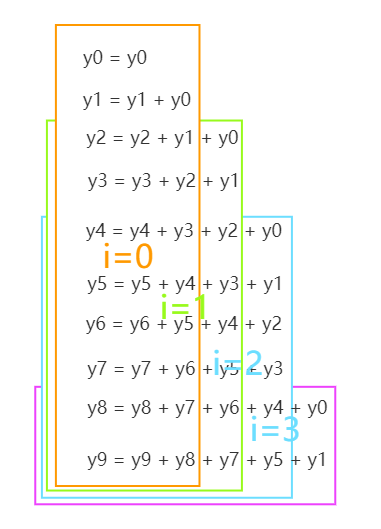 y0 = y0
y1 = y1 + y0
y2 = y2 + y1 + y0
y3 = y3 + y2 + y1
y4 = y4 + y3 + y2 + y0
i=0
y5 = y5 + y4 + y3 + y1
i=1
y6 = y6 + y5 + y4 + y2
y7 = y7 + y6 + y5 + y3
i=2
y8 = y8 + y7 + y6 + y4 + y0
i=3
y9 = y9 + y8 + y7 + y5 + y1